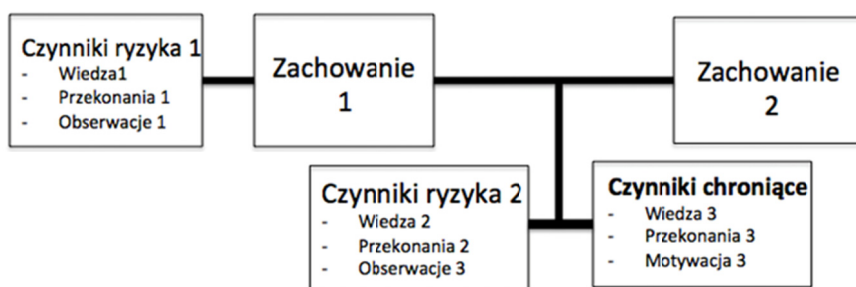 Czynniki ryzyka 1
- Wiedza1
- Przekonania 1
- Obserwacje 1
Zachowanie
1
Zachowanie
2
Czynniki ryzyka 2
- Wiedza 2
- Przekonania 2
- Obserwacje 3
Czynniki chroniące
- Wiedza 3
- Przekonania 3
- Motywacja 3